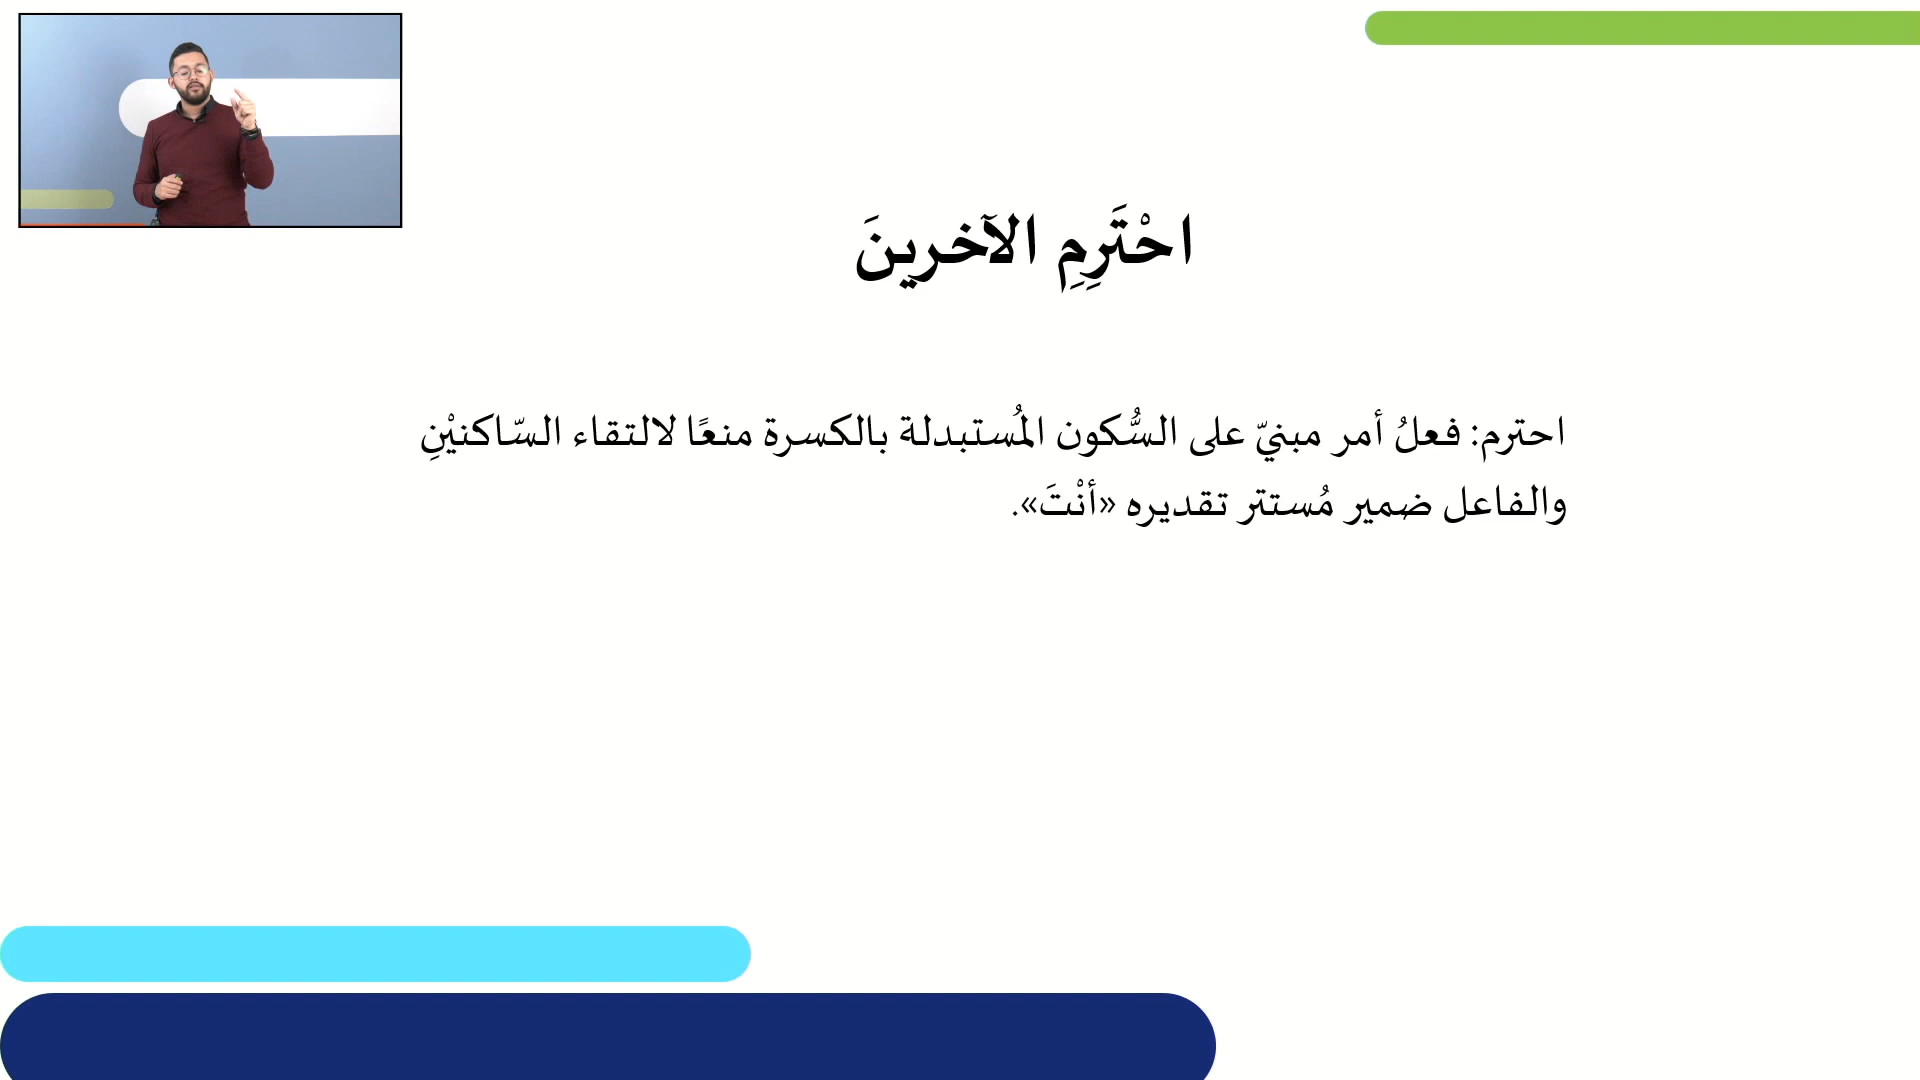 احْتَرِمِ الآخرينَ
احترم: فعلُ أمر مبنيّ على السُّكون المُستبدلة بالكسرة منعًا لالتقاء السّاكنيْنِ
والفاعل ضمير مُستتر تقديره «أنْتَ».